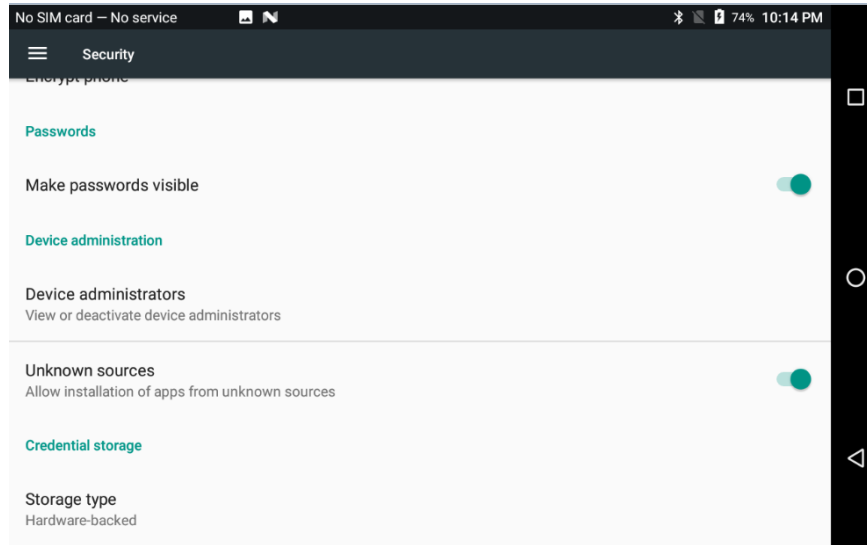 No SIM card — No service 74% 10:14 PM
Security
Encrypt phone
Passwords
Make passwords visible
Device administration
Device administrators
View or deactivate device administrators
Unknown sources
Allow installation of apps from unknown sources
Credential storage
Storage type
Hardware-backed